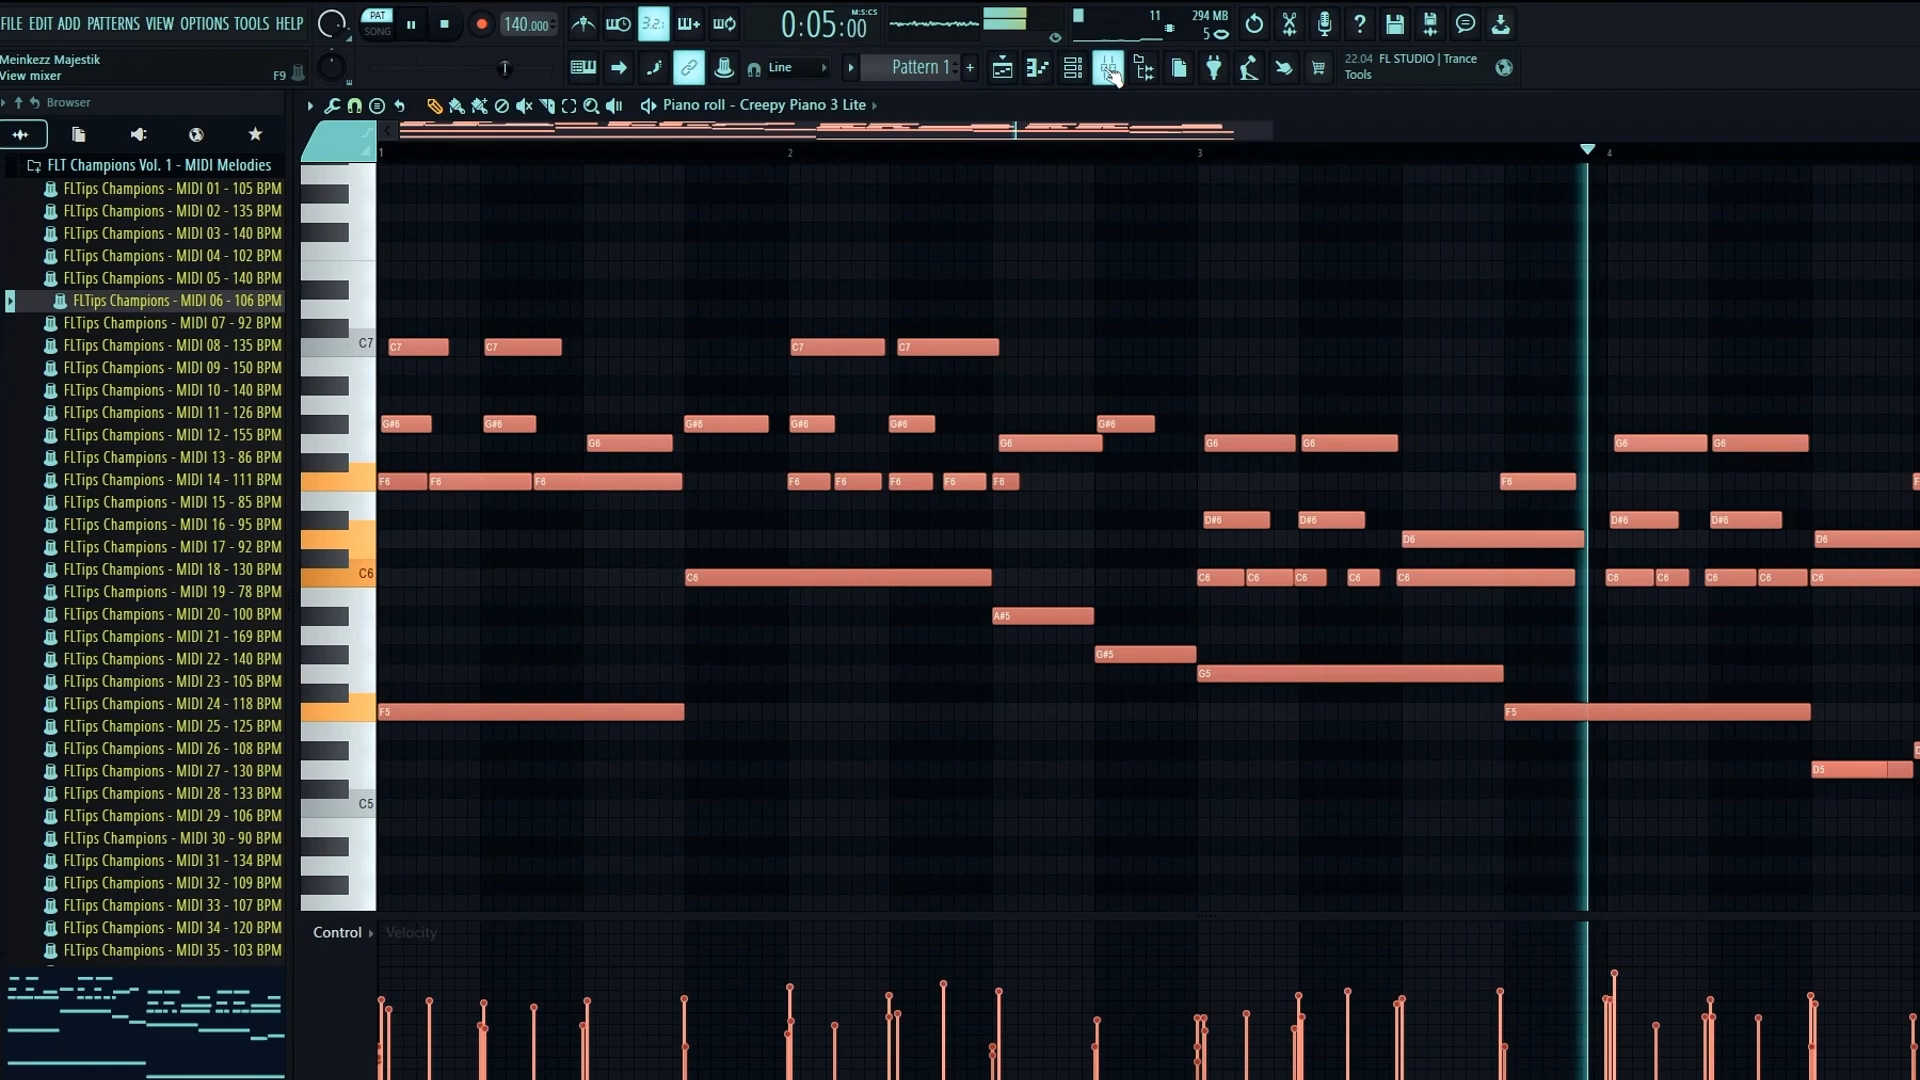 FILE EDIT ADD PATTERNS VIEW OPTIONS TOOLS HELP
PAT
SONG
140.000
3.2:
0:05:00
M:S:CS
11
294 MB
5
Meinkezz Majestik
View mixer
F9
Line
Pattern 1
+
22.04 FL STUDIO | Trance
Tools
Browser
Piano roll - Creepy Piano 3 Lite
FLT Champions Vol. 1 - MIDI Melodies
FLTips Champions - MIDI 01 - 105 BPM
FLTips Champions - MIDI 02 - 135 BPM
FLTips Champions - MIDI 03 - 140 BPM
FLTips Champions - MIDI 04 - 102 BPM
FLTips Champions - MIDI 05 - 140 BPM
FLTips Champions - MIDI 06 - 106 BPM
FLTips Champions - MIDI 07 - 92 BPM
FLTips Champions - MIDI 08 - 135 BPM
FLTips Champions - MIDI 09 - 150 BPM
FLTips Champions - MIDI 10 - 140 BPM
FLTips Champions - MIDI 11 - 126 BPM
FLTips Champions - MIDI 12 - 155 BPM
FLTips Champions - MIDI 13 - 86 BPM
FLTips Champions - MIDI 14 - 111 BPM
FLTips Champions - MIDI 15 - 85 BPM
FLTips Champions - MIDI 16 - 95 BPM
FLTips Champions - MIDI 17 - 92 BPM
FLTips Champions - MIDI 18 - 130 BPM
FLTips Champions - MIDI 19 - 78 BPM
FLTips Champions - MIDI 20 - 100 BPM
FLTips Champions - MIDI 21 - 169 BPM
FLTips Champions - MIDI 22 - 140 BPM
FLTips Champions - MIDI 23 - 105 BPM
FLTips Champions - MIDI 24 - 118 BPM
FLTips Champions - MIDI 25 - 125 BPM
FLTips Champions - MIDI 26 - 108 BPM
FLTips Champions - MIDI 27 - 130 BPM
FLTips Champions - MIDI 28 - 133 BPM
FLTips Champions - MIDI 29 - 106 BPM
FLTips Champions - MIDI 30 - 90 BPM
FLTips Champions - MIDI 31 - 134 BPM
FLTips Champions - MIDI 32 - 109 BPM
FLTips Champions - MIDI 33 - 107 BPM
FLTips Champions - MIDI 34 - 120 BPM
FLTips Champions - MIDI 35 - 103 BPM
1 2 3 4
C7 C7 C7 C7 C7
G#6 G#6 G#6 G#6 G#6 G#6
G6 G6 G6 G6 G6 G6
F6 F6 F6 F6 F6 F6 F6 F6 F6 F
D#6 D#6 D#6 D#6
D6 D6
C6 C6 C6 C6 C6 C6 C6 C6 C6 C6 C6 C6
A#5
G#5
G5
F5 F5
D5
C5
Control Velocity